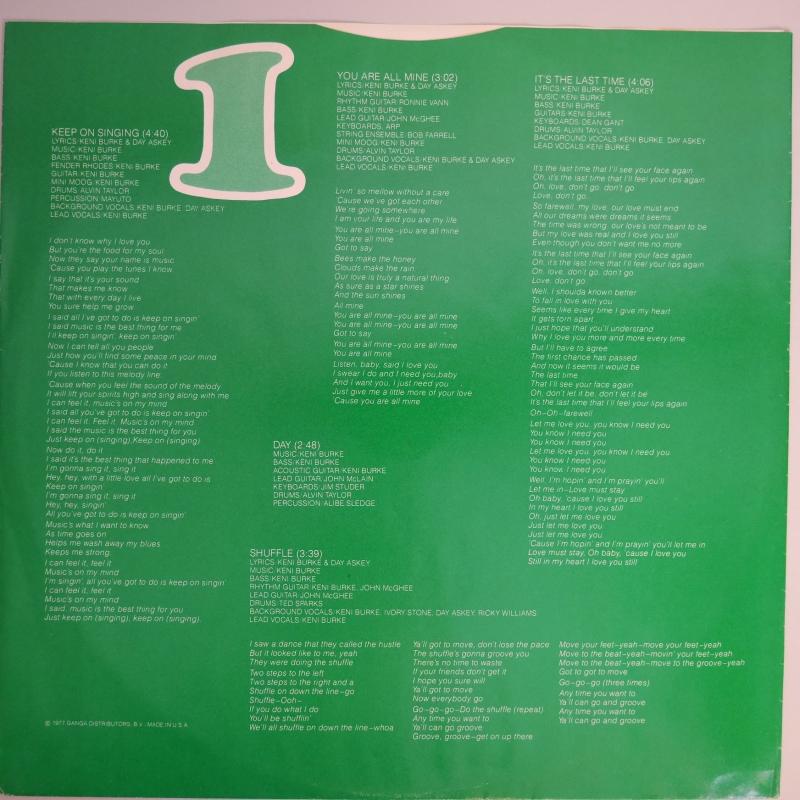 1
KEEP ON SINGING (4:40)
LYRICS: KENI BURKE & DAY ASKEY
MUSIC: KENI BURKE
BASS: KENI BURKE
FENDER RHODES: KENI BURKE
GUITAR: KENI BURKE
MINI MOOG: KENI BURKE
DRUMS: ALVIN TAYLOR
PERCUSSION: MAYUTO
BACKGROUND VOCALS: KENI BURKE, DAY ASKEY
LEAD VOCALS: KENI BURKE
I don't know why I love you
But you're the food for my soul
Now they say your name is music
'Cause you play the tunes I know
I say that it's your sound
That makes me know
That with every day I live
You sure help me grow
I said all I've got to do is keep on singin'
I said music is the best thing for me
I'll keep on singin', keep on singin'
Now I can tell all you people
Just how you'll find some peace in your mind
'Cause I know that you can do it
If you listen to this melody line
'Cause when you feel the sound of the melody
It will lift your spirits high and sing along with me
I can feel it, music's on my mind
I said all you've got to do is keep on singin'
I can feel it. Feel it. Music's on my mind
I said the music is the best thing for you
Just keep on (singing), Keep on (singing)
Now do it, do it
I said it's the best thing that happened to me
I'm gonna sing it, sing it
Hey, hey, with a little love all I've got to do is
Keep on singin'
I'm gonna sing it, sing it
Hey, hey, singin'
All you've got to do is keep on singin'
Music's what I want to know
As time goes on
Helps me wash away my blues
Keeps me strong
I can feel it, feel it
Music's on my mind
I'm singin', all you've got to do is keep on singin'
I can feel it, feel it
Music's on my mind
I said, music is the best thing for you
Just keep on (singing), keep on (singing)
© 1977 GANGA DISTRIBUTORS, B.V. · MADE IN U.S.A.
YOU ARE ALL MINE (3:02)
LYRICS: KENI BURKE & DAY ASKEY
MUSIC: KENI BURKE
RHYTHM GUITAR: RONNIE VANN
BASS: KENI BURKE
LEAD GUITAR: JOHN McGHEE
KEYBOARDS: ARP
STRING ENSEMBLE: BOB FARRELL
MINI MOOG: KENI BURKE
DRUMS: ALVIN TAYLOR
BACKGROUND VOCALS: KENI BURKE & DAY ASKEY
LEAD VOCALS: KENI BURKE
Livin' so mellow without a care
'Cause we've got each other
We're going somewhere
I am your life and you are my life
You are all mine–you are all mine
You are all mine
Got to say
Bees make the honey
Clouds make the rain
Our love is truly a natural thing
As sure as a star shines
And the sun shines
All mine
You are all mine–you are all mine
You are all mine–you are all mine
Got to say
You are all mine–you are all mine
You are all mine
Listen, baby, said I love you
I swear I do and I need you, baby
And I want you, I just need you . . .
Just give me a little more of your love
'Cause you are all mine
DAY (2:48)
MUSIC: KENI BURKE
BASS: KENI BURKE
ACOUSTIC GUITAR: KENI BURKE
LEAD GUITAR: JOHN McLAIN
KEYBOARDS: JIM STUDER
DRUMS: ALVIN TAYLOR
PERCUSSION: ALIBE SLEDGE
IT'S THE LAST TIME (4:06)
LYRICS: KENI BURKE & DAY ASKEY
MUSIC: KENI BURKE
BASS: KENI BURKE
GUITARS: KENI BURKE
KEYBOARDS: DEAN GANT
DRUMS: ALVIN TAYLOR
BACKGROUND VOCALS: KENI BURKE, DAY ASKEY
LEAD VOCALS: KENI BURKE
It's the last time that I'll see your face again
Oh, it's the last time that I'll feel your lips again
Oh, love, don't go, don't go
Love, don't go
So farewell, my love, our love must end
All our dreams were dreams it seems
The time was wrong, our love's not meant to be
But my love was real and I love you still
Even though you don't want me no more
It's the last time that I'll see your face again
Oh, it's the last time that I'll feel your lips again
Oh, love, don't go, don't go
Love, don't go
Well, I shoulda known better
To fall in love with you
Seems like every time I give my heart
It gets torn apart
I just hope that you'll understand
Why I love you more and more every time
But I'll have to agree
The first chance has passed
And now it seems it would be
The last time
That I'll see your face again
Oh, don't let it be, don't let it be
It's the last time that I'll feel your lips again
Oh–Oh–farewell
Let me love you, you know I need you
You know I need you
You know I need you
Let me love you, you know I need you
You know I need you
You know, I need you
Well, I'm hopin' and I'm prayin' you'll
Let me in–Love must stay
Oh baby, 'cause I love you still
In my heart I love you still
Oh, just let me love you
Just let me love you
Just let me love you
'Cause I'm hopin' and I'm prayin' you'll let me in
Love must stay, Oh baby, 'cause I love you
Still in my heart I love you still
SHUFFLE (3:39)
LYRICS: KENI BURKE & DAY ASKEY
MUSIC: KENI BURKE
BASS: KENI BURKE
RHYTHM GUITAR: KENI BURKE, JOHN McGHEE
LEAD GUITAR: JOHN McGHEE
DRUMS: TED SPARKS
BACKGROUND VOCALS: KENI BURKE, IVORY STONE, DAY ASKEY, RICKY WILLIAMS
LEAD VOCALS: KENI BURKE
I saw a dance that they called the hustle
But it looked like to me, yeah
They were doing the shuffle
Two steps to the left
Two steps to the right and a
Shuffle on down the line–go
Shuffle–Ooh–
If you do what I do
You'll be shufflin'
We'll all shuffle on down the line–whoa
Ya'll got to move, don't lose the pace
The shuffle's gonna groove you
There's no time to waste
If your friends don't get it
I hope you sure will
Ya'll got to move
Now everybody go
Go–go–go–Do the shuffle (repeat)
Any time you want to
Ya'll can go groove
Groove, groove–get on up there
Move your feet–yeah–move your feet–yeah
Move to the beat–yeah–movin' your feet–yeah
Move to the beat–yeah–move to the groove–yeah
Got to got to move
Go–go–go (three times)
Any time you want to
Ya'll can go and groove
Any time you want to
Ya'll can go and groove